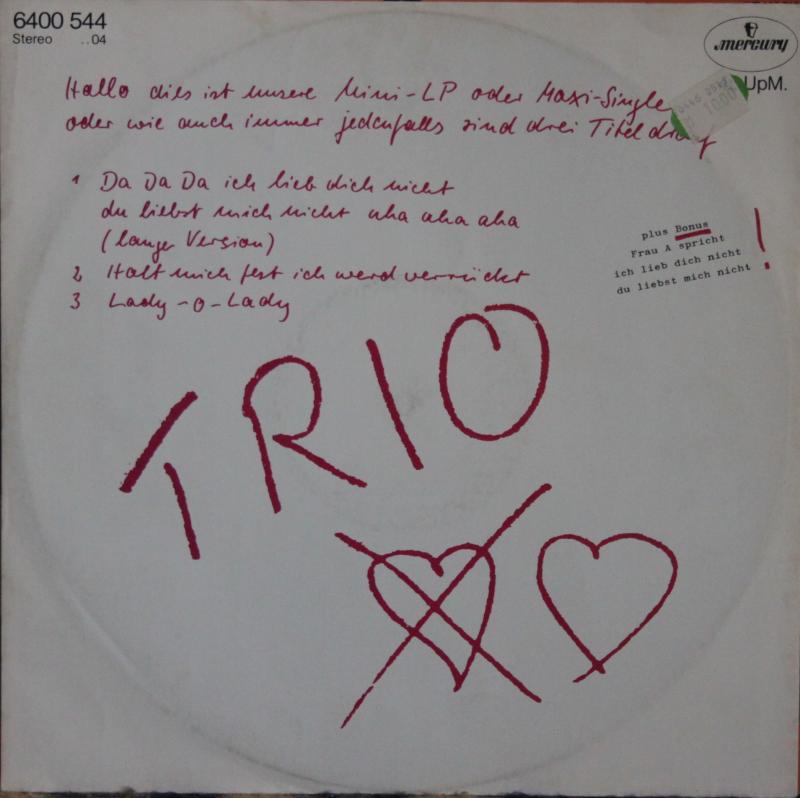 6400 544
Stereo ..04
mercury
UpM.
Hallo dies ist unsere Mini-LP oder Maxi-Single
oder wie auch immer jedenfalls sind drei Titel drauf
1 Da Da Da ich lieb dich nicht
du liebst mich nicht aha aha aha
(langer Version)
2 Halt mich fest ich werd verrückt
3 Lady-o-Lady
plus Bonus
Frau A spricht
ich lieb dich nicht
du liebst mich nicht !
TRIO